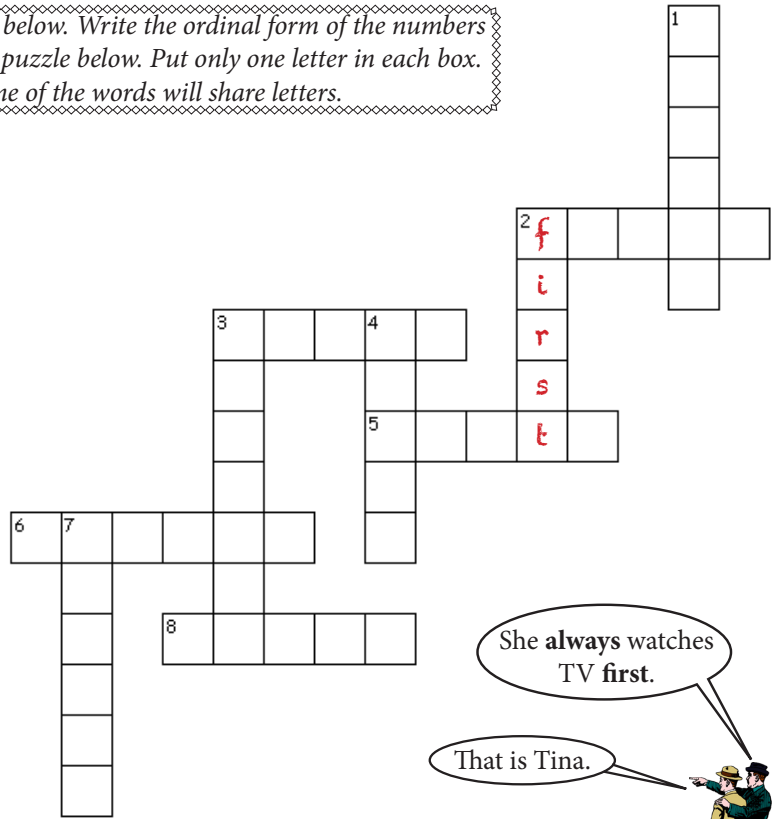 below. Write the ordinal form of the numbers
puzzle below. Put only one letter in each box.
of the words will share letters.
1
2 f
i
r
3 4
s
5 t
6 7
8
She always watches
TV first.
That is Tina.